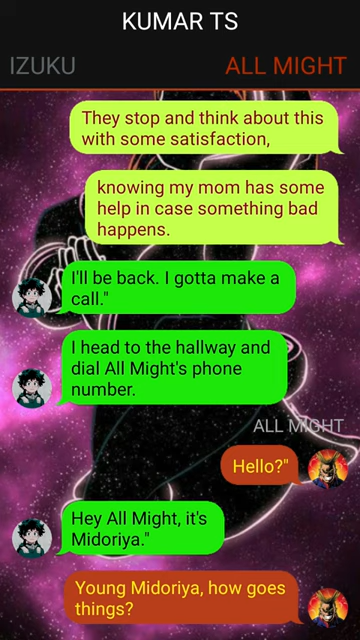 KUMAR TS
IZUKU
ALL MIGHT
They stop and think about this
with some satisfaction,
knowing my mom has some
help in case something bad
happens.
I'll be back. I gotta make a
call."
I head to the hallway and
dial All Might's phone
number.
ALL MIGHT
Hello?"
Hey All Might, it's
Midoriya."
Young Midoriya, how goes
things?